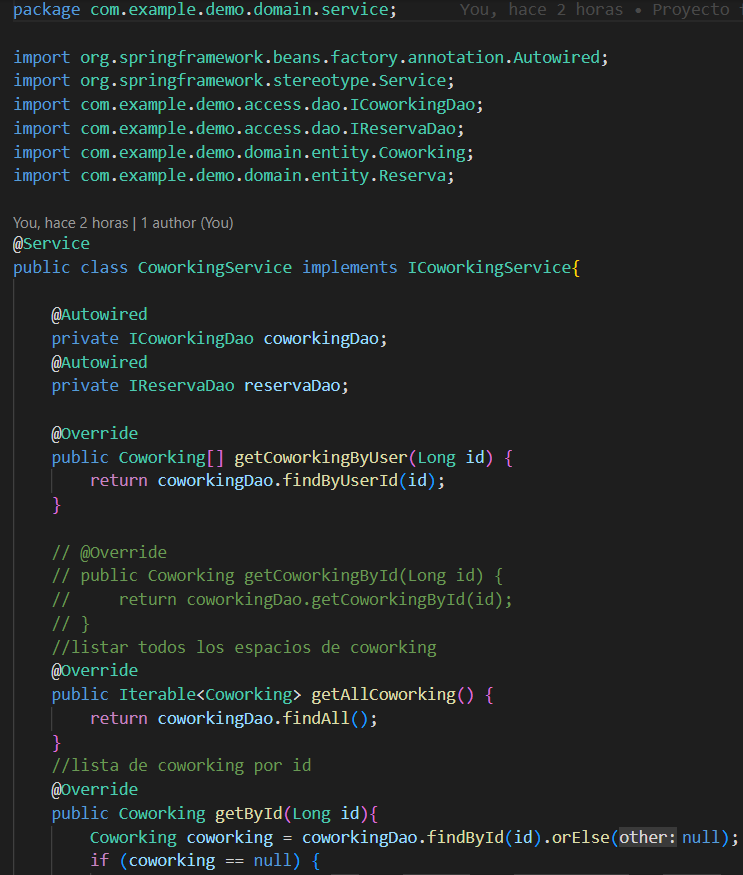 package com.example.demo.domain.service;     You, hace 2 horas • Proyecto
import org.springframework.beans.factory.annotation.Autowired;
import org.springframework.stereotype.Service;
import com.example.demo.access.dao.ICoworkingDao;
import com.example.demo.access.dao.IReservaDao;
import com.example.demo.domain.entity.Coworking;
import com.example.demo.domain.entity.Reserva;
You, hace 2 horas | 1 author (You)
@Service
public class CoworkingService implements ICoworkingService{
@Autowired
private ICoworkingDao coworkingDao;
@Autowired
private IReservaDao reservaDao;
@Override
public Coworking[] getCoworkingByUser(Long id) {
return coworkingDao.findByUserId(id);
}
// @Override
// public Coworking getCoworkingById(Long id) {
//     return coworkingDao.getCoworkingById(id);
// }
//listar todos los espacios de coworking
@Override
public Iterable<Coworking> getAllCoworking() {
return coworkingDao.findAll();
}
//lista de coworking por id
@Override
public Coworking getById(Long id){
Coworking coworking = coworkingDao.findById(id).orElse(other: null);
if (coworking == null) {